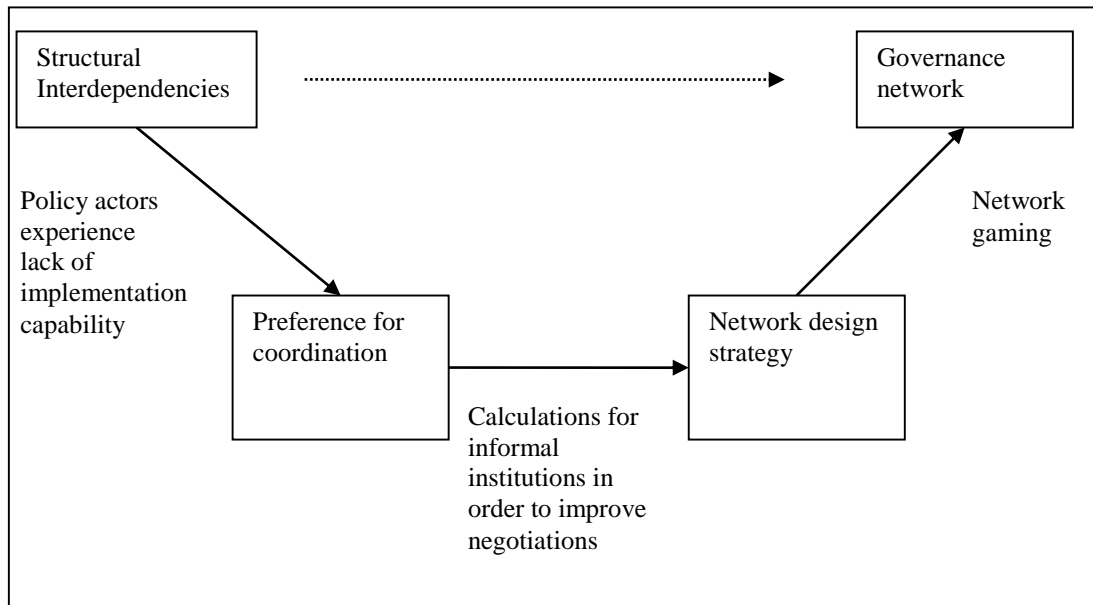 Structural
Interdependencies
Governance
network
Policy actors
experience
lack of
implementation
capability
Network
gaming
Preference for
coordination
Network design
strategy
Calculations for
informal
institutions in
order to improve
negotiations